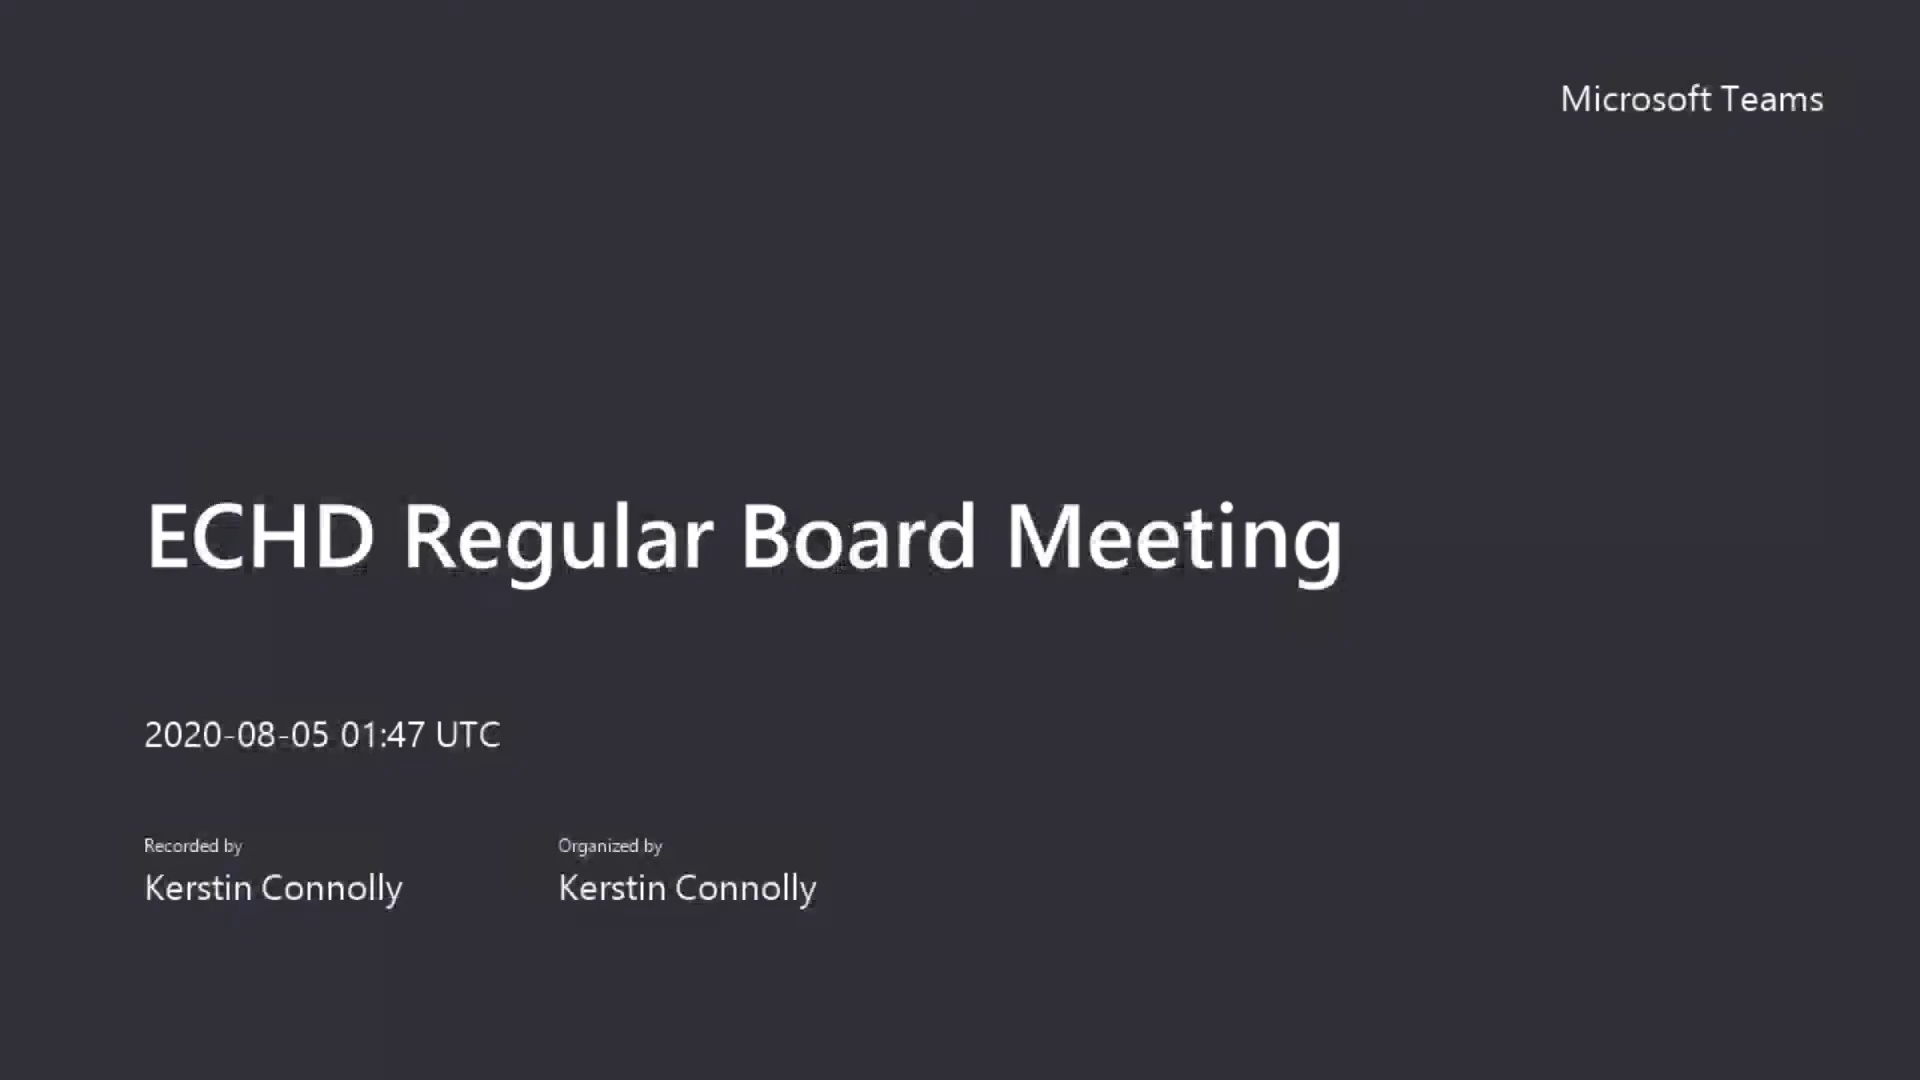 Microsoft Teams
ECHD Regular Board Meeting
2020-08-05 01:47 UTC
Recorded by
Kerstin Connolly
Organized by
Kerstin Connolly